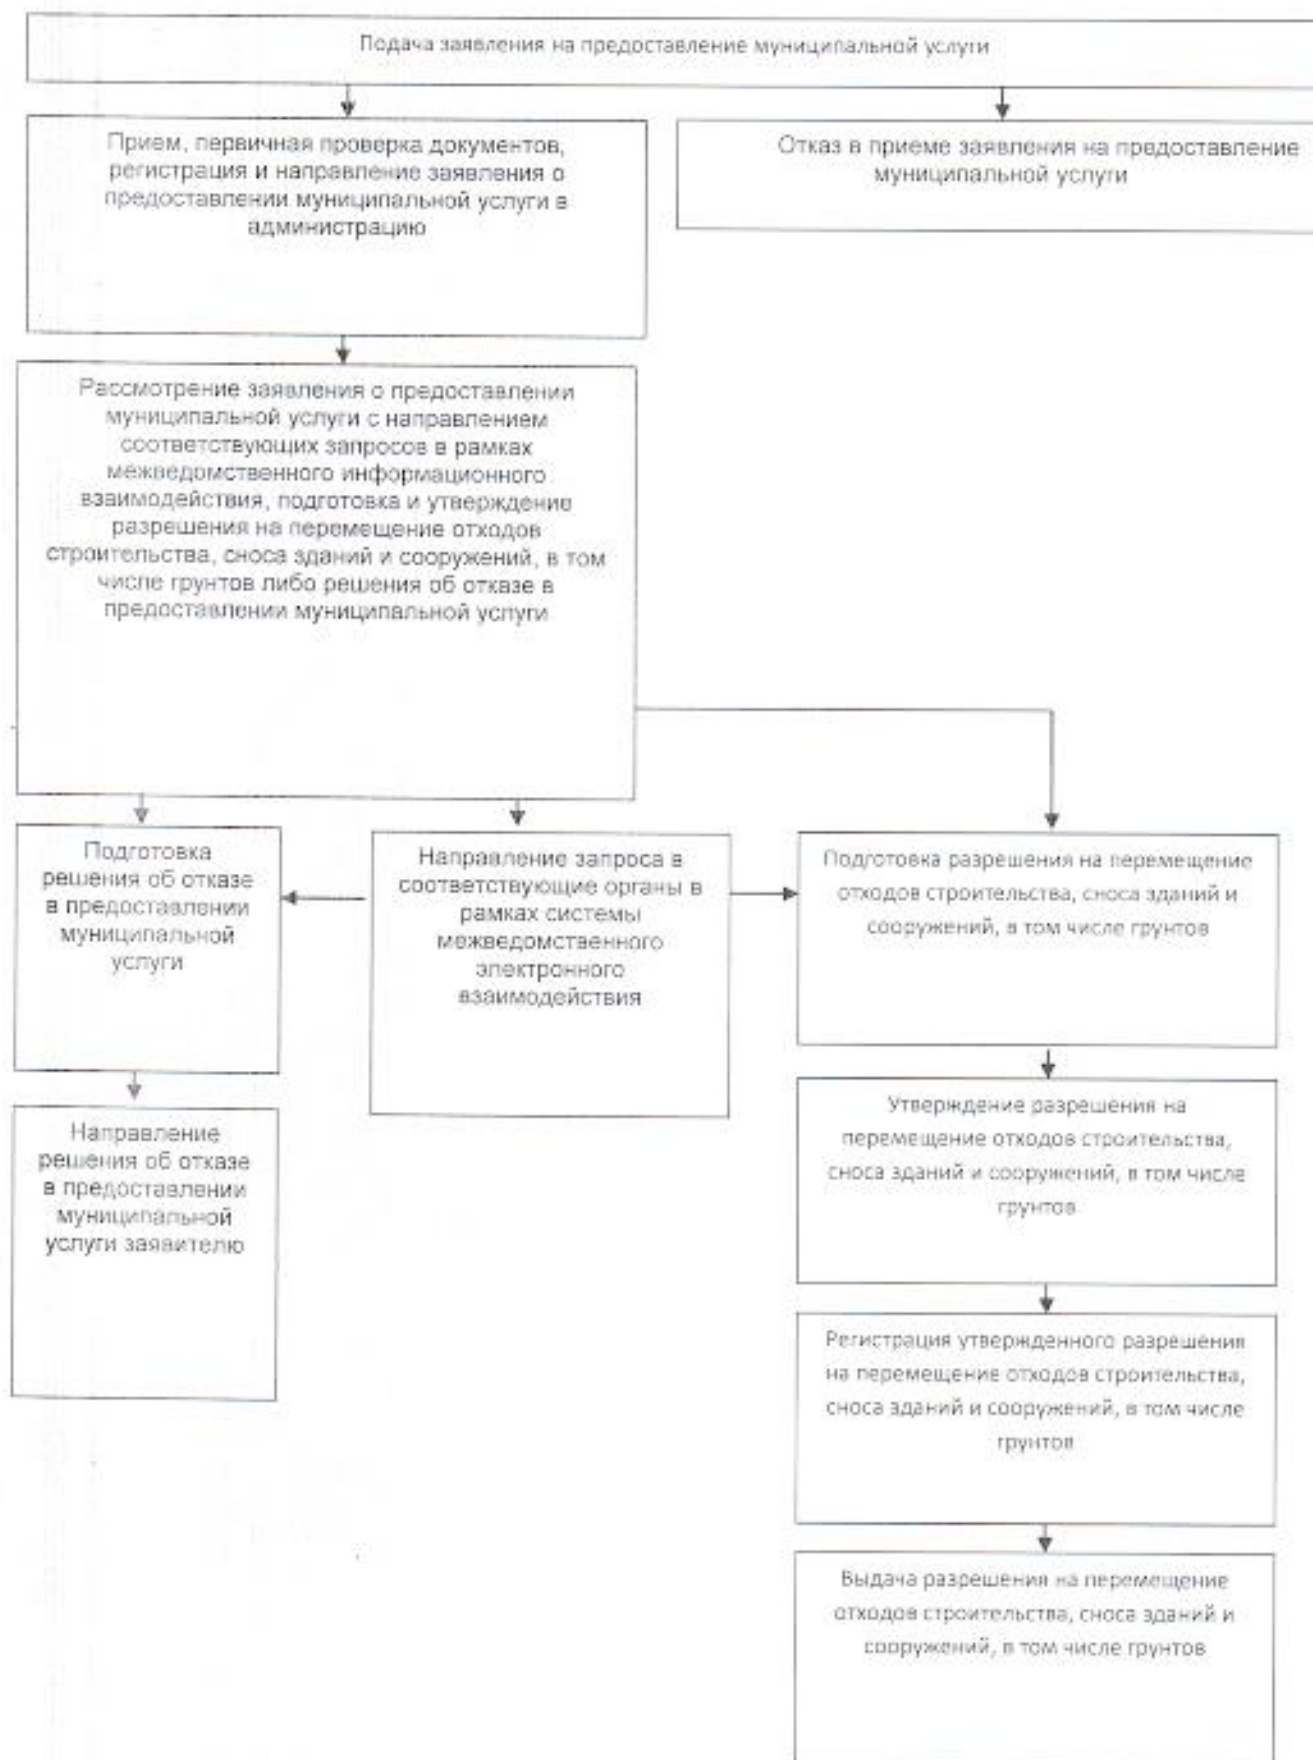 Подача заявления на предоставление муниципальной услуги
Прием, первичная проверка документов,
регистрация и направление заявления о
предоставлении муниципальной услуги в
администрацию
Отказ в приеме заявления на предоставление
муниципальной услуги
Рассмотрение заявления о предоставлении
муниципальной услуги с направлением
соответствующих запросов в рамках
межведомственного информационного
взаимодействия, подготовка и утверждение
разрешения на перемещение отходов
строительства, сноса зданий и сооружений, в том
числе грунтов либо решения об отказе в
предоставлении муниципальной услуги
Подготовка
решения об отказе
в предоставлении
муниципальной
услуги
Направление запроса в
соответствующие органы в
рамках системы
межведомственного
электронного
взаимодействия
Подготовка разрешения на перемещение
отходов строительства, сноса зданий и
сооружений, в том числе грунтов
Направление
решения об отказе
в предоставлении
муниципальной
услуги заявителю
Утверждение разрешения на
перемещение отходов строительства,
сноса зданий и сооружений, в том числе
грунтов
Регистрация утвержденного разрешения
на перемещение отходов строительства,
сноса зданий и сооружений, в том числе
грунтов
Выдача разрешения на перемещение
отходов строительства, сноса зданий и
сооружений, в том числе грунтов